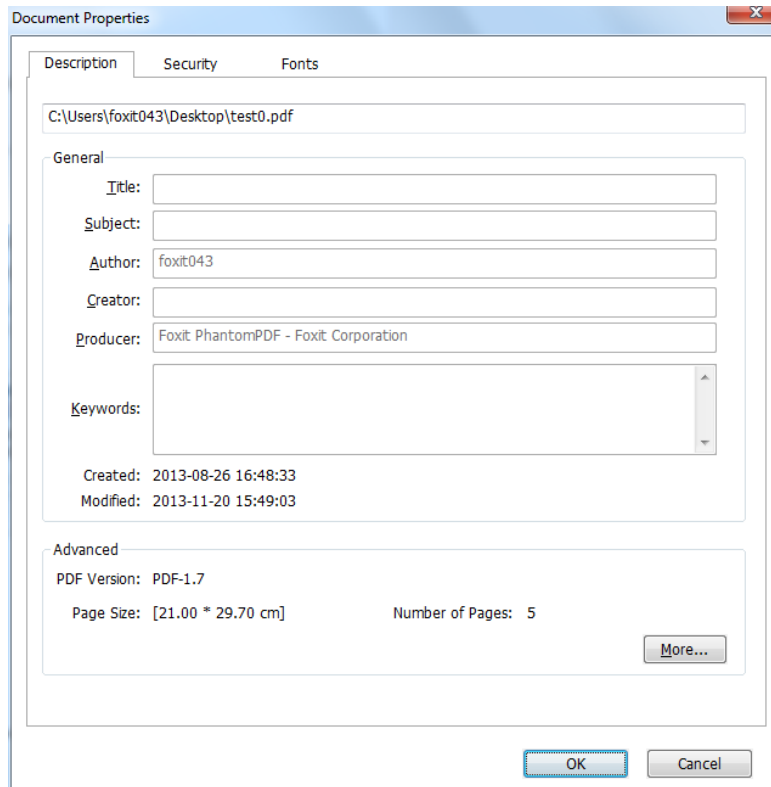 Document Properties
Description Security Fonts
C:\Users\foxit043\Desktop\test0.pdf
General
Title:
Subject:
Author: foxit043
Creator:
Producer: Foxit PhantomPDF - Foxit Corporation
Keywords:
Created: 2013-08-26 16:48:33
Modified: 2013-11-20 15:49:03
Advanced
PDF Version: PDF-1.7
Page Size: [21.00 * 29.70 cm] Number of Pages: 5
More...
OK Cancel